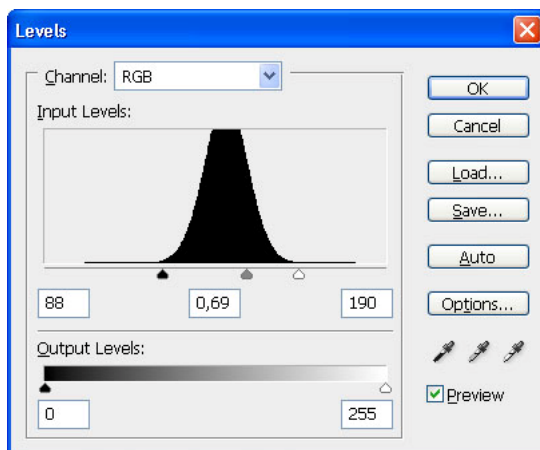 Levels
Channel: RGB
OK
Input Levels:
Cancel
Load...
Save...
Auto
88 0,69 190
Options...
Output Levels:
Preview
0 255